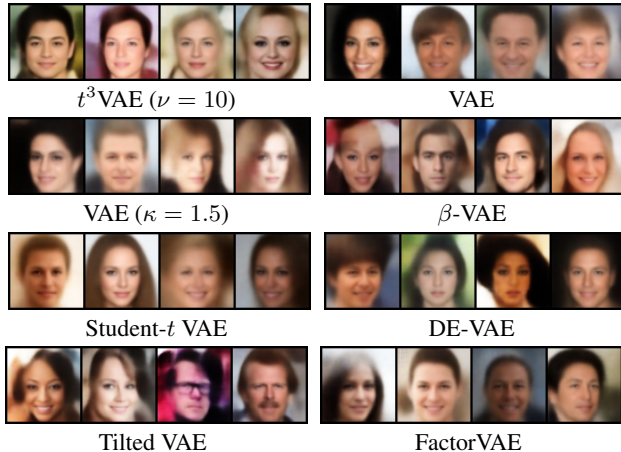 t³VAE (ν = 10)
VAE
VAE (κ = 1.5)
β-VAE
Student-t VAE
DE-VAE
Tilted VAE
FactorVAE